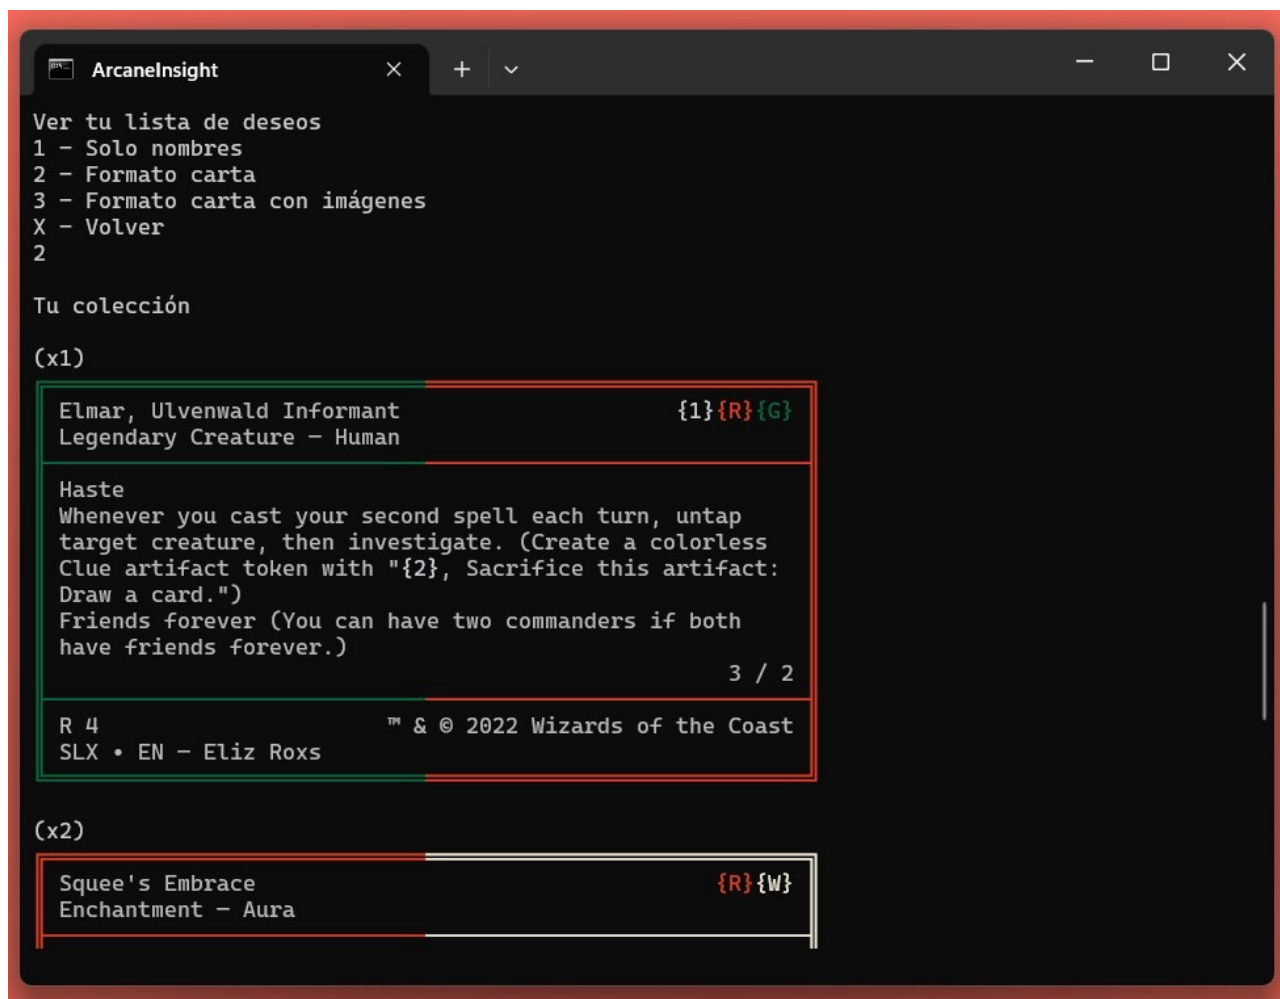 ArcaneInsight
Ver tu lista de deseos
1 – Solo nombres
2 – Formato carta
3 – Formato carta con imágenes
X – Volver
2
Tu colección
(x1)
Elmar, Ulvenwald Informant {1}{R}{G}
Legendary Creature — Human
Haste
Whenever you cast your second spell each turn, untap
target creature, then investigate. (Create a colorless
Clue artifact token with "{2}, Sacrifice this artifact:
Draw a card.")
Friends forever (You can have two commanders if both
have friends forever.)
3 / 2
R 4 ™ & © 2022 Wizards of the Coast
SLX • EN — Eliz Roxs
(x2)
Squee's Embrace {R}{W}
Enchantment — Aura